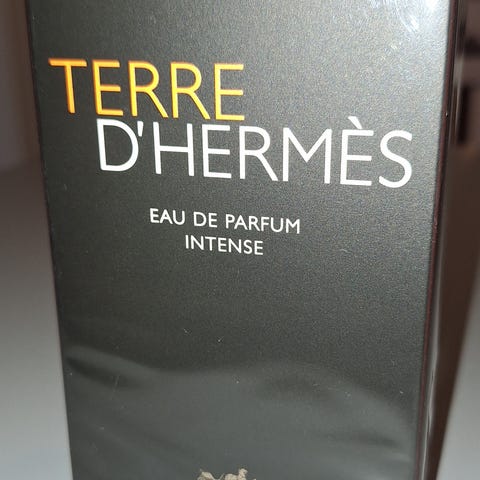 TERRE
D'HERMÈS
EAU DE PARFUM
INTENSE